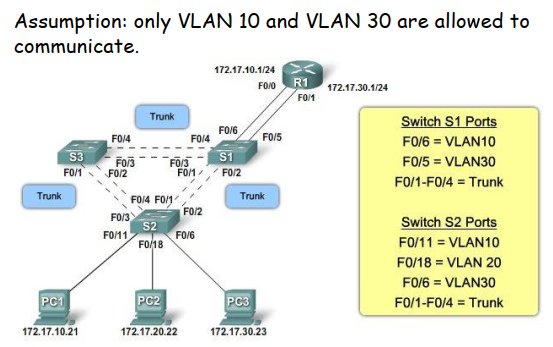 Assumption: only VLAN 10 and VLAN 30 are allowed to
communicate.
172.17.10.1/24
F0/0
R1
172.17.30.1/24
F0/1
Trunk
F0/4
F0/4
F0/6
F0/5
S3
S1
F0/3
F0/3
F0/1
F0/2
F0/1
F0/2
Trunk
Trunk
F0/4
F0/1
F0/3
F0/2
S2
F0/11
F0/6
F0/18
PC1
PC2
PC3
172.17.10.21
172.17.20.22
172.17.30.23
Switch S1 Ports
F0/6 = VLAN10
F0/5 = VLAN30
F0/1-F0/4 = Trunk
Switch S2 Ports
F0/11 = VLAN10
F0/18 = VLAN 20
F0/6 = VLAN30
F0/1-F0/4 = Trunk